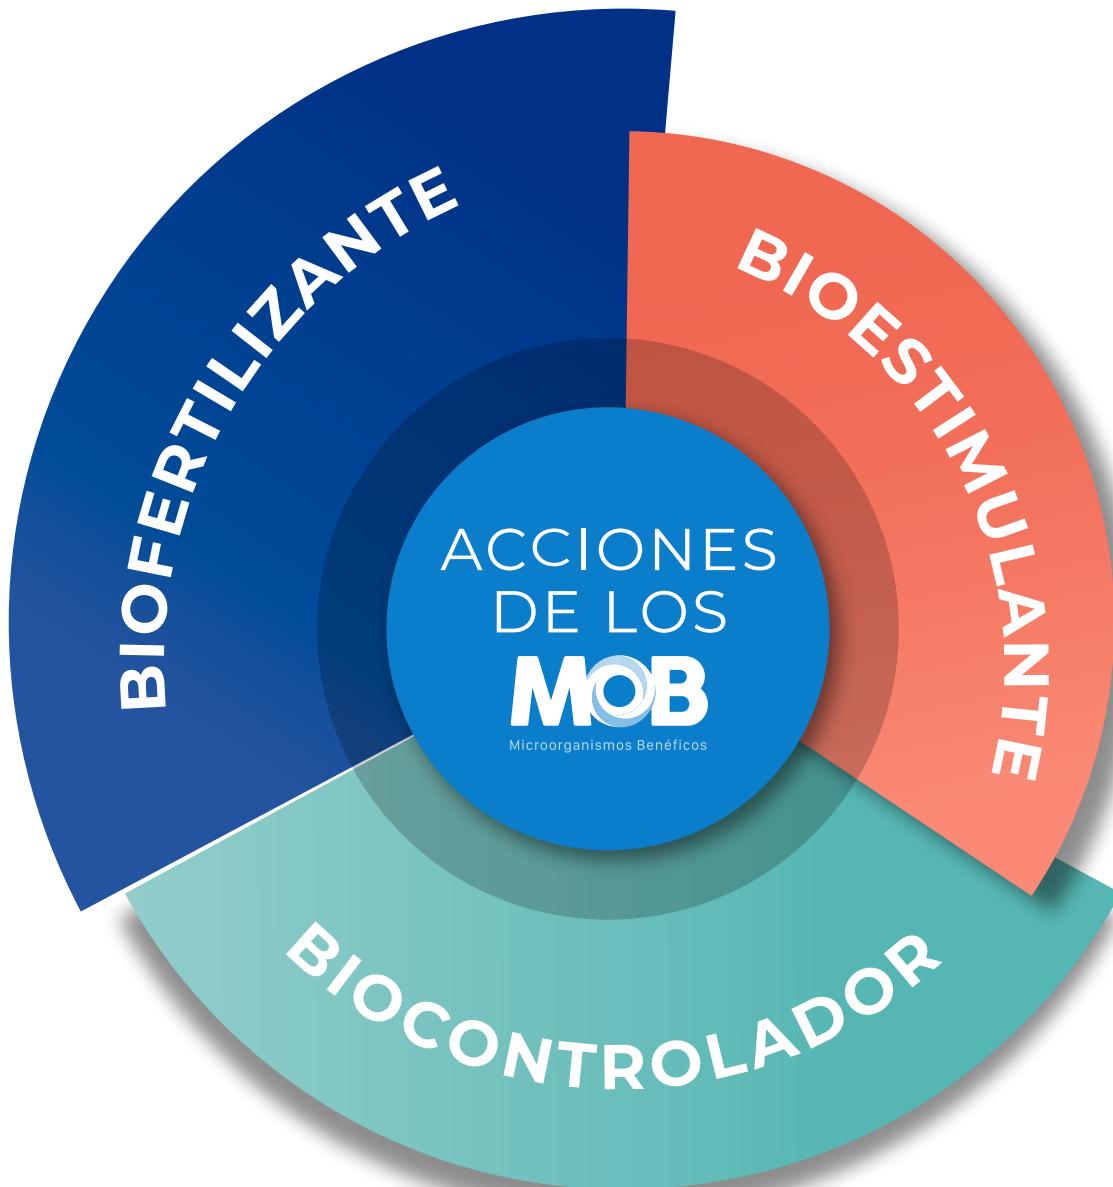 BIOFERTILIZANTE
BIOESTIMULANTE
ACCIONES
DE LOS
MOB
Microorganismos Benéficos
BIOCONTROLADOR